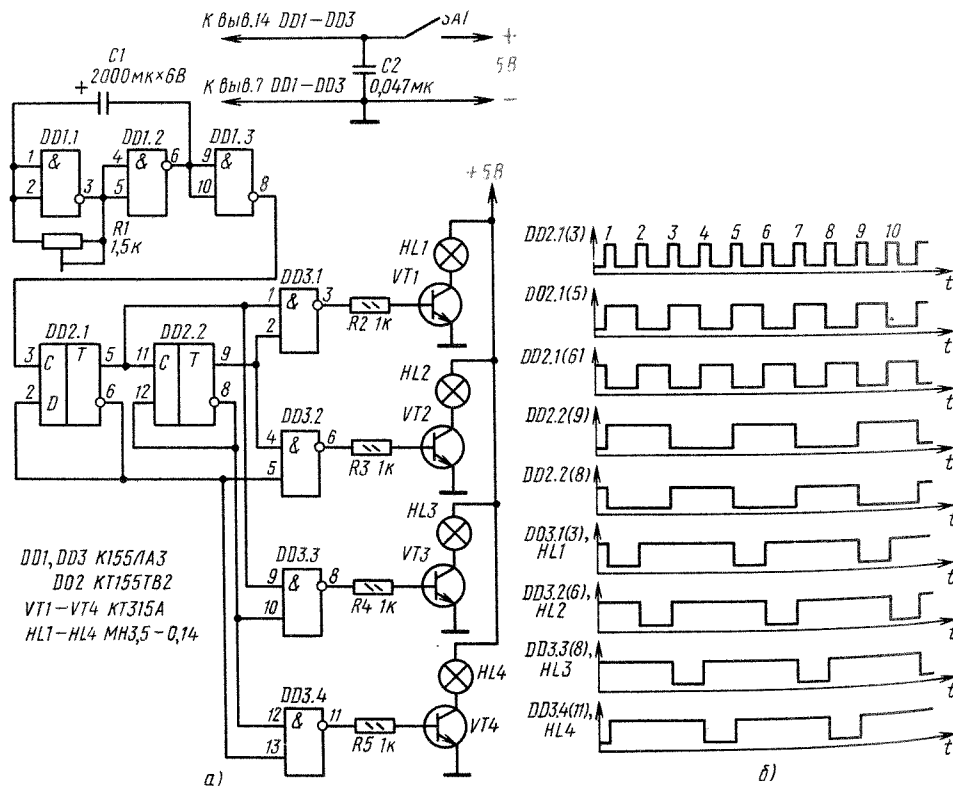 К выв.14 DD1-DD3
SA1
+
5В
-
C1
2000мк×6В
+
C2
0,047мк
К выв.7 DD1-DD3
DD1.1
DD1.2
DD1.3
1
&
2
3
4
&
5
6
9
&
10
8
R1
1,5к
+5В
HL1
VT1
DD3.1
1
&
2
3
R2 1к
DD2.1
DD2.2
3
C
T
5
2
D
6
11
C
T
9
12
8
HL2
VT2
DD3.2
4
&
5
6
R3 1к
HL3
VT3
DD3.3
9
&
10
8
R4 1к
DD1, DD3 К155ЛА3
DD2 КТ155ТВ2
VT1-VT4 КТ315А
HL1-HL4 МН3,5-0,14
HL4
VT4
DD3.4
12
&
13
11
R5 1к
а)
DD2.1(3)
1 2 3 4 5 6 7 8 9 10
t
DD2.1(5)
t
DD2.1(6)
t
DD2.2(9)
t
DD2.2(8)
t
DD3.1(3),
HL1
t
DD3.2(6),
HL2
t
DD3.3(8),
HL3
t
DD3.4(11),
HL4
t
б)